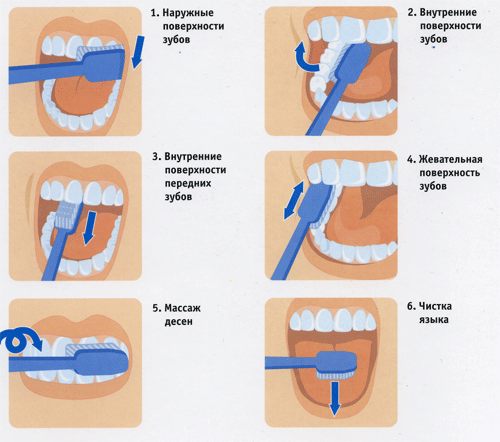 1. Наружные
поверхности
зубов
2. Внутренние
поверхности
зубов
3. Внутренние
поверхности
передних
зубов
4. Жевательная
поверхность
зубов
5. Массаж
десен
6. Чистка
языка